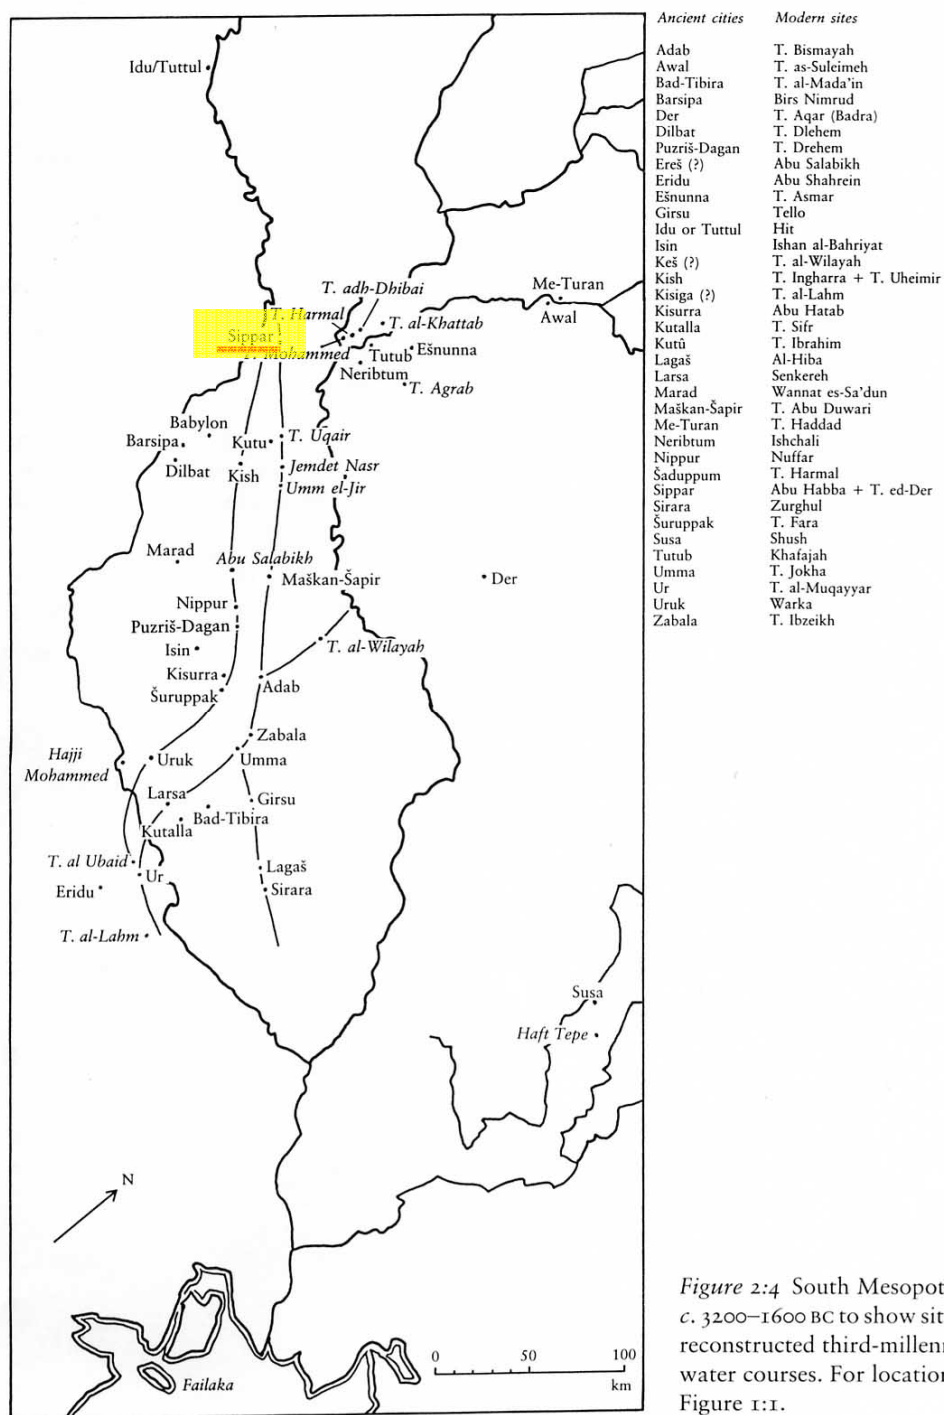 Ancient cities Modern sites
Adab T. Bismayah
Awal T. as-Suleimeh
Bad-Tibira T. al-Mada'in
Barsipa Birs Nimrud
Der T. Aqar (Badra)
Dilbat T. Dlehem
Puzriš-Dagan T. Drehem
Ereš (?) Abu Salabikh
Eridu Abu Shahrein
Ešnunna T. Asmar
Girsu Tello
Idu or Tuttul Hit
Isin Ishan al-Bahriyat
Keš (?) T. al-Wilayah
Kish T. Ingharra + T. Uheimir
Kisiga (?) T. al-Lahm
Kisurra Abu Hatab
Kutalla T. Sifr
Kutû T. Ibrahim
Lagaš Al-Hiba
Larsa Senkereh
Marad Wannat es-Sa'dun
Maškan-Šapir T. Abu Duwari
Me-Turan T. Haddad
Neribtum Ishchali
Nippur Nuffar
Šaduppum T. Harmal
Sippar Abu Habba + T. ed-Der
Sirara Zurghul
Šuruppak T. Fara
Susa Shush
Tutub Khafajah
Umma T. Jokha
Ur T. al-Muqayyar
Uruk Warka
Zabala T. Ibzeikh
Idu/Tuttul
T. adh-Dhibai
Me-Turan
T. Harmal
Awal
T. al-Khattab
Sippar
T. Mohammed
Tutub
Ešnunna
Neribtum
T. Agrab
Babylon
Barsipa
Kutu
T. Uqair
Dilbat
Kish
Jemdet Nasr
Umm el-Jir
Marad
Abu Salabikh
Maškan-Šapir
Der
Nippur
Puzriš-Dagan
Isin
T. al-Wilayah
Kisurra
Šuruppak
Adab
Zabala
Hajji
Mohammed
Uruk
Umma
Larsa
Girsu
Bad-Tibira
Kutalla
T. al Ubaid
Ur
Lagaš
Eridu
Sirara
T. al-Lahm
Susa
Haft Tepe
N
Failaka
0 50 100
km
Figure 2:4 South Mesopot
c. 3200–1600 BC to show sit
reconstructed third-millenn
water courses. For location
Figure 1:1.